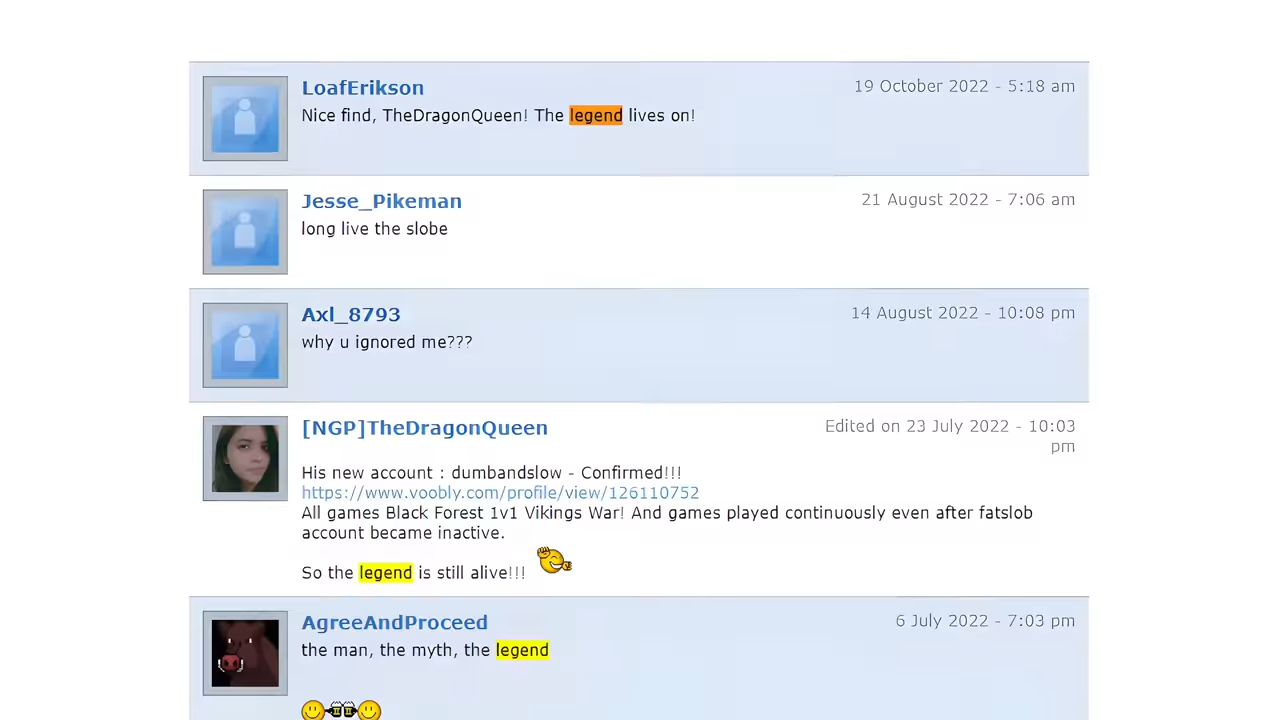 LoafErikson
19 October 2022 - 5:18 am
Nice find, TheDragonQueen! The legend lives on!
Jesse_Pikeman
21 August 2022 - 7:06 am
long live the slobe
Axl_8793
14 August 2022 - 10:08 pm
why u ignored me???
[NGP]TheDragonQueen
Edited on 23 July 2022 - 10:03
pm
His new account : dumbandslow - Confirmed!!!
https://www.voobly.com/profile/view/126110752
All games Black Forest 1v1 Vikings War! And games played continuously even after fatslob
account became inactive.
So the legend is still alive!!!
AgreeAndProceed
6 July 2022 - 7:03 pm
the man, the myth, the legend